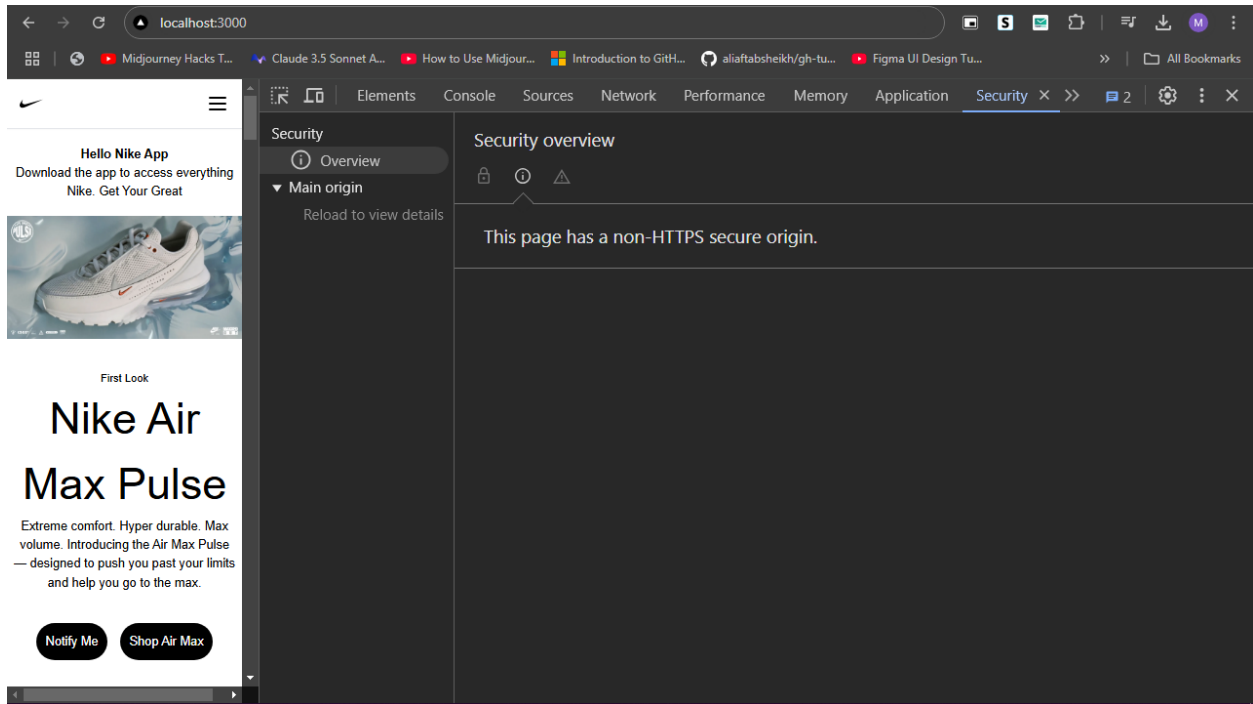 localhost:3000
S
M
Midjourney Hacks T...
Claude 3.5 Sonnet A...
How to Use Midjour...
Introduction to GitH...
aliaftabsheikh/gh-tu...
Figma UI Design Tu...
»
All Bookmarks
Elements
Console
Sources
Network
Performance
Memory
Application
Security
2
Hello Nike App
Download the app to access everything
Nike. Get Your Great
First Look
Nike Air
Max Pulse
Extreme comfort. Hyper durable. Max
volume. Introducing the Air Max Pulse
— designed to push you past your limits
and help you go to the max.
Notify Me
Shop Air Max
Security
Overview
Main origin
Reload to view details
Security overview
This page has a non-HTTPS secure origin.